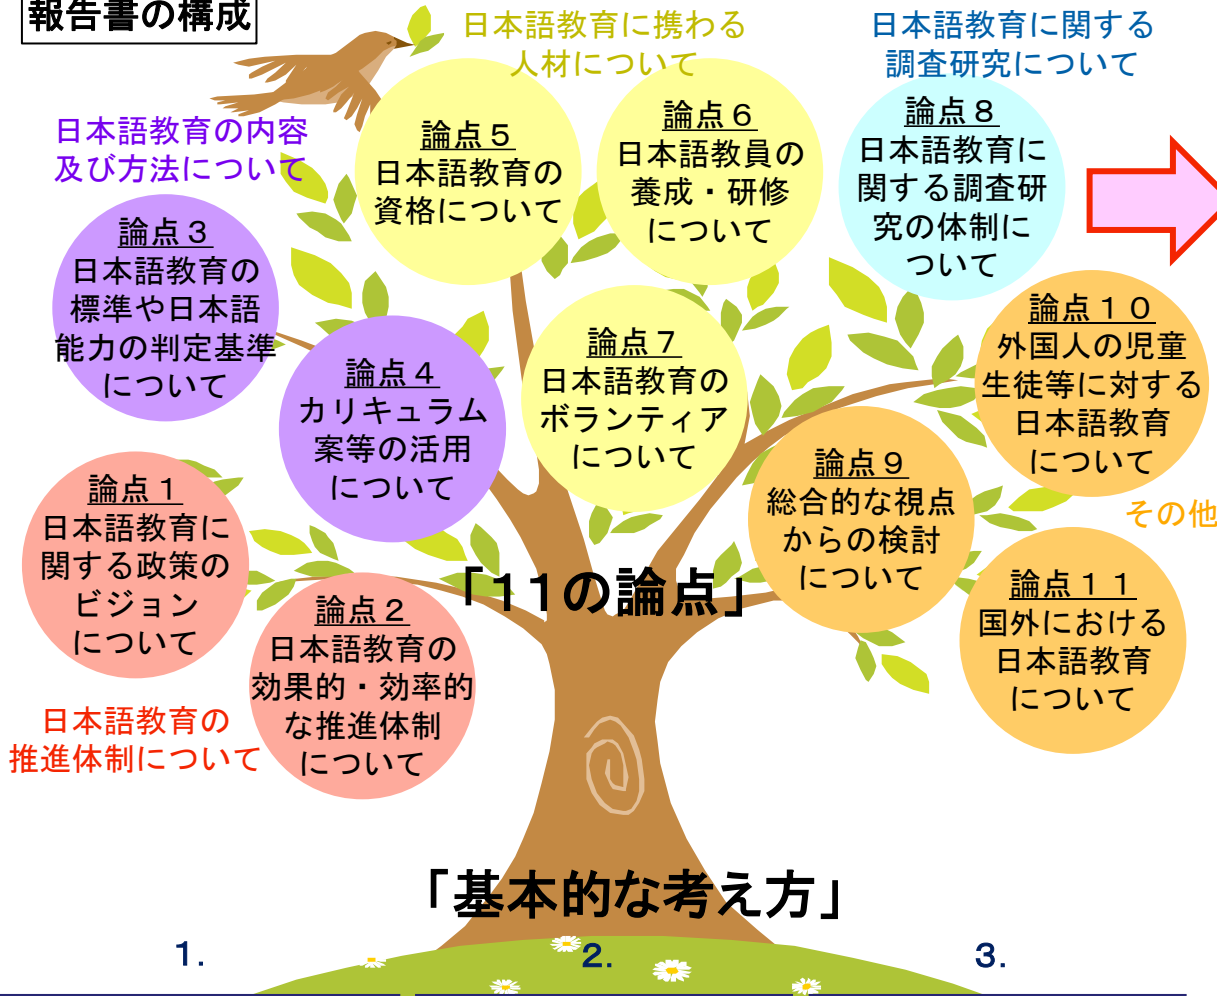 報告書の構成
日本語教育に携わる
人材について
日本語教育に関する
調査研究について
日本語教育の内容
及び方法について
論点５
日本語教育の
資格について
論点６
日本語教員の
養成・研修
について
論点８
日本語教育に
関する調査研
究の体制に
ついて
論点３
日本語教育の
標準や日本語
能力の判定基準
について
論点４
カリキュラム
案等の活用
について
論点７
日本語教育の
ボランティア
について
論点１０
外国人の児童
生徒等に対する
日本語教育
について
論点９
総合的な視点
からの検討
について
その他
論点１
日本語教育に
関する政策の
ビジョン
について
論点２
日本語教育の
効果的・効率的
な推進体制
について
「11の論点」
論点１１
国外における
日本語教育
について
日本語教育の
推進体制について
「基本的な考え方」
1.
2.
3.